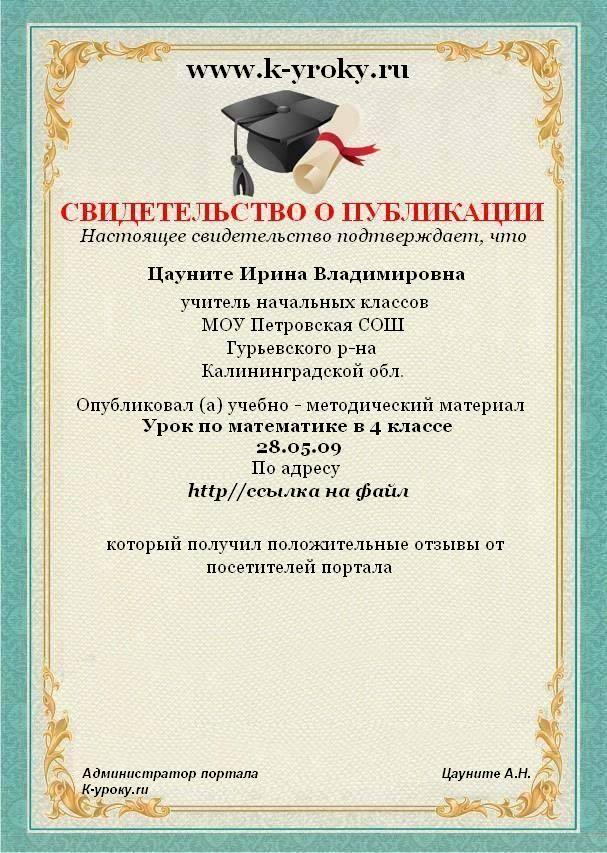 www.k-yroky.ru
СВИДЕТЕЛЬСТВО О ПУБЛИКАЦИИ
Настоящее свидетельство подтверждает, что
Цауните Ирина Владимировна
учитель начальных классов
МОУ Петровская СОШ
Гурьевского р-на
Калининградской обл.
Опубликовал (а) учебно - методический материал
Урок по математике в 4 классе
28.05.09
По адресу
http//ссылка на файл
который получил положительные отзывы от
посетителей портала
Администратор портала
К-уроку.ru
Цауните А.Н.